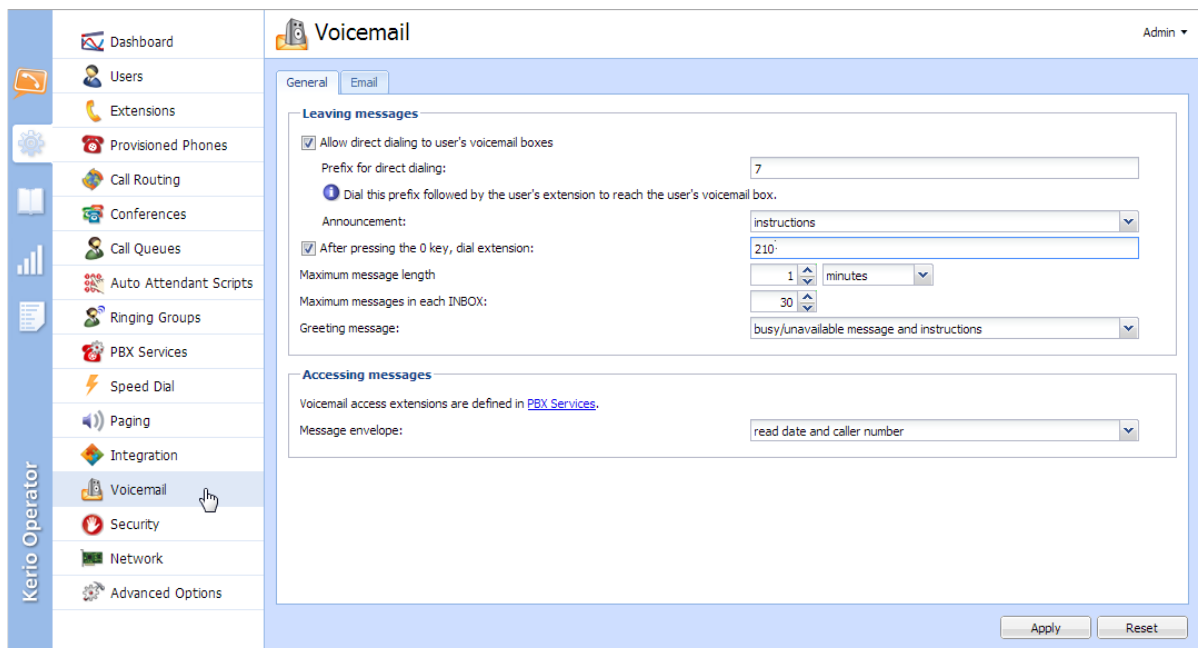 Voicemail
Admin
Dashboard
Users
Extensions
Provisioned Phones
Call Routing
Conferences
Call Queues
Auto Attendant Scripts
Ringing Groups
PBX Services
Speed Dial
Paging
Integration
Voicemail
Security
Network
Advanced Options
Kerio Operator
General Email
Leaving messages
Allow direct dialing to user's voicemail boxes
Prefix for direct dialing: 7
Dial this prefix followed by the user's extension to reach the user's voicemail box.
Announcement: instructions
After pressing the 0 key, dial extension: 210
Maximum message length 1 minutes
Maximum messages in each INBOX: 30
Greeting message: busy/unavailable message and instructions
Accessing messages
Voicemail access extensions are defined in PBX Services.
Message envelope: read date and caller number
Apply Reset